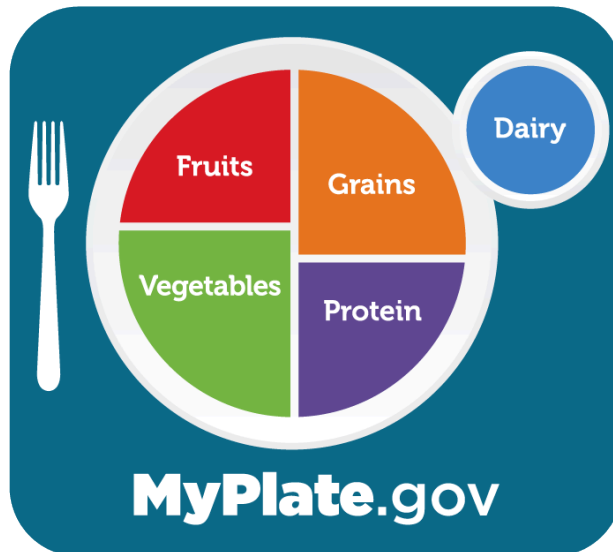 Dairy
Fruits
Grains
Vegetables
Protein
MyPlate.gov